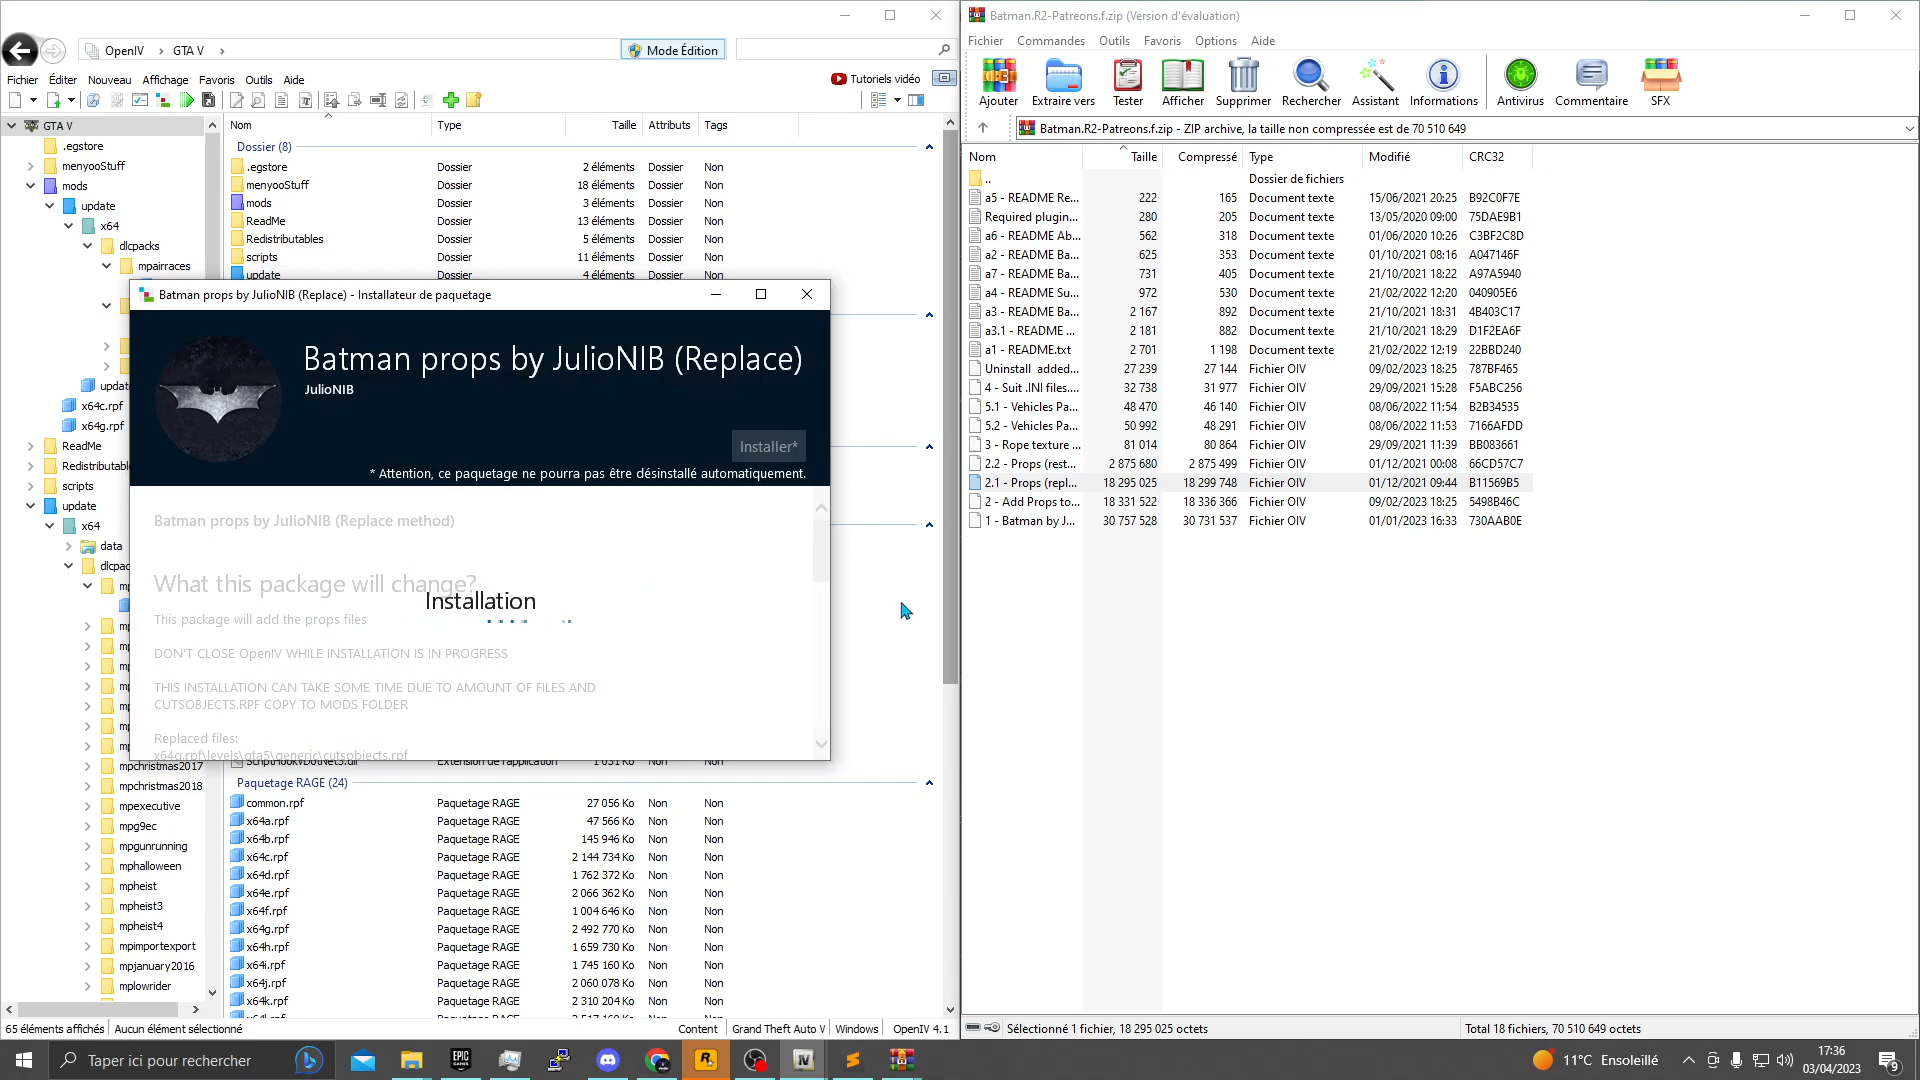 OpenIV
GTA V
Mode Édition
Fichier Éditer Nouveau Affichage Favoris Outils Aide
Tutoriels vidéo
GTA V
.egstore
menyooStuff
mods
update
x64
dlcpacks
mpairraces
x64c.rpf
x64g.rpf
ReadMe
scripts
update
x64
data
mpchristmas2017
mpchristmas2018
mpexecutive
mpg9ec
mpgunrunning
mphalloween
mpheist
mpheist3
mpheist4
mpimportexport
mpjanuary2016
mplowrider
Nom Type Taille Attributs Tags
Dossier (8)
.egstore Dossier 2 éléments Dossier Non
menyooStuff Dossier 18 éléments Dossier Non
mods Dossier 3 éléments Dossier Non
ReadMe Dossier 13 éléments Dossier Non
Redistributables Dossier 5 éléments Dossier Non
scripts Dossier 11 éléments Dossier Non
update Dossier 4 éléments Dossier Non
Batman props by JulioNIB (Replace) - Installateur de paquetage
Batman props by JulioNIB (Replace)
JulioNIB
Installer*
* Attention, ce paquetage ne pourra pas être désinstallé automatiquement.
Batman props by JulioNIB (Replace method)
What this package will change?
Installation
This package will add the props files
DON'T CLOSE OpenIV WHILE INSTALLATION IS IN PROGRESS
THIS INSTALLATION CAN TAKE SOME TIME DUE TO AMOUNT OF FILES AND
CUTSOBJECTS.RPF COPY TO MODS FOLDER
Replaced files:
x64g.rpf\levels\gta5\generic\cutsobjects.rpf
Paquetage RAGE (24)
common.rpf Paquetage RAGE 27 056 Ko Non Non
x64a.rpf Paquetage RAGE 47 566 Ko Non Non
x64b.rpf Paquetage RAGE 145 946 Ko Non Non
x64c.rpf Paquetage RAGE 2 144 734 Ko Non Non
x64d.rpf Paquetage RAGE 1 762 372 Ko Non Non
x64e.rpf Paquetage RAGE 2 066 362 Ko Non Non
x64f.rpf Paquetage RAGE 1 004 646 Ko Non Non
x64g.rpf Paquetage RAGE 2 492 770 Ko Non Non
x64h.rpf Paquetage RAGE 1 659 730 Ko Non Non
x64i.rpf Paquetage RAGE 1 745 160 Ko Non Non
x64j.rpf Paquetage RAGE 2 060 078 Ko Non Non
x64k.rpf Paquetage RAGE 2 310 204 Ko Non Non
65 éléments affichés Aucun élément sélectionné Content Grand Theft Auto V Windows OpenIV 4.1
Batman.R2-Patreons.f.zip (Version d'évaluation)
Fichier Commandes Outils Favoris Options Aide
Ajouter Extraire vers Tester Afficher Supprimer Rechercher Assistant Informations Antivirus Commentaire SFX
Batman.R2-Patreons.f.zip - ZIP archive, la taille non compressée est de 70 510 649
Nom Taille Compressé Type Modifié CRC32
.. Dossier de fichiers
a5 - README Re... 222 165 Document texte 15/06/2021 20:25 B92C0F7E
Required plugin... 280 205 Document texte 13/05/2020 09:00 75DAE9B1
a6 - README Ab... 562 318 Document texte 01/06/2020 10:26 C3BF2C8D
a2 - README Ba... 625 353 Document texte 01/10/2021 08:16 A047146F
a7 - README Ba... 731 405 Document texte 21/10/2021 18:22 A97A5940
a4 - README Su... 972 530 Document texte 21/02/2022 12:20 040905E6
a3 - README Ba... 2 167 892 Document texte 21/10/2021 18:31 4B403C17
a3.1 - README ... 2 181 882 Document texte 21/10/2021 18:29 D1F2EA6F
a1 - README.txt 2 701 1 198 Document texte 21/02/2022 12:19 22BBD240
Uninstall added... 27 239 27 144 Fichier OIV 09/02/2023 18:25 787BF465
4 - Suit .INI files.... 32 738 31 977 Fichier OIV 29/09/2021 15:28 F5ABC256
5.1 - Vehicles Pa... 48 470 46 140 Fichier OIV 08/06/2022 11:54 B2B34535
5.2 - Vehicles Pa... 50 992 48 291 Fichier OIV 08/06/2022 11:53 7166AFDD
3 - Rope texture ... 81 014 80 864 Fichier OIV 29/09/2021 11:39 BB083661
2.2 - Props (rest... 2 875 680 2 875 499 Fichier OIV 01/12/2021 00:08 66CD57C7
2.1 - Props (repl... 18 295 025 18 299 748 Fichier OIV 01/12/2021 09:44 B11569B5
2 - Add Props to... 18 331 522 18 336 366 Fichier OIV 09/02/2023 18:25 5498B46C
1 - Batman by J... 30 757 528 30 731 537 Fichier OIV 01/01/2023 16:33 730AAB0E
Sélectionné 1 fichier, 18 295 025 octets Total 18 fichiers, 70 510 649 octets
Taper ici pour rechercher
EPIC GAMES
11°C Ensoleillé
17:36
03/04/2023
9